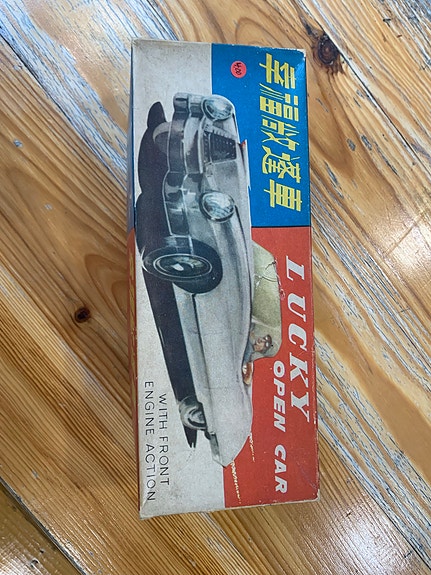 幸福敞篷車
LUCKY
OPEN CAR
WITH FRONT
ENGINE ACTION